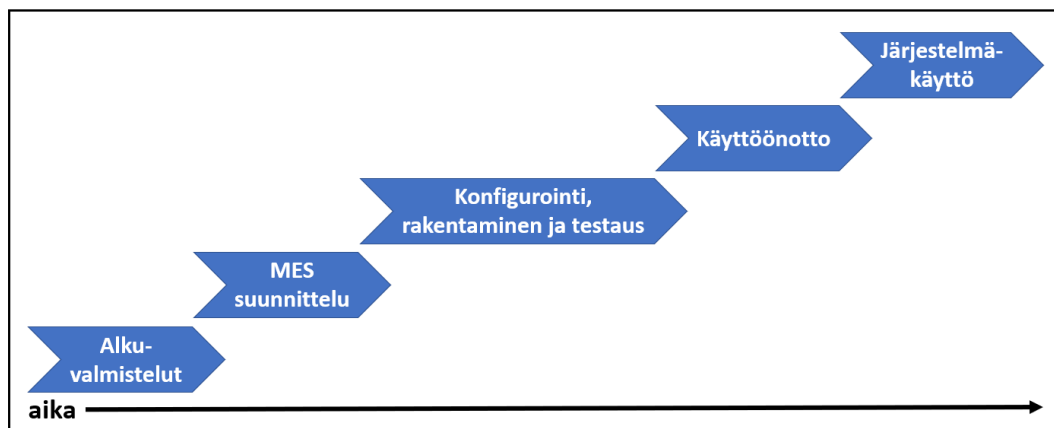 Järjestelmä-
käyttö
Käyttöönotto
Konfigurointi,
rakentaminen ja testaus
MES
suunnittelu
Alku-
valmistelut
aika